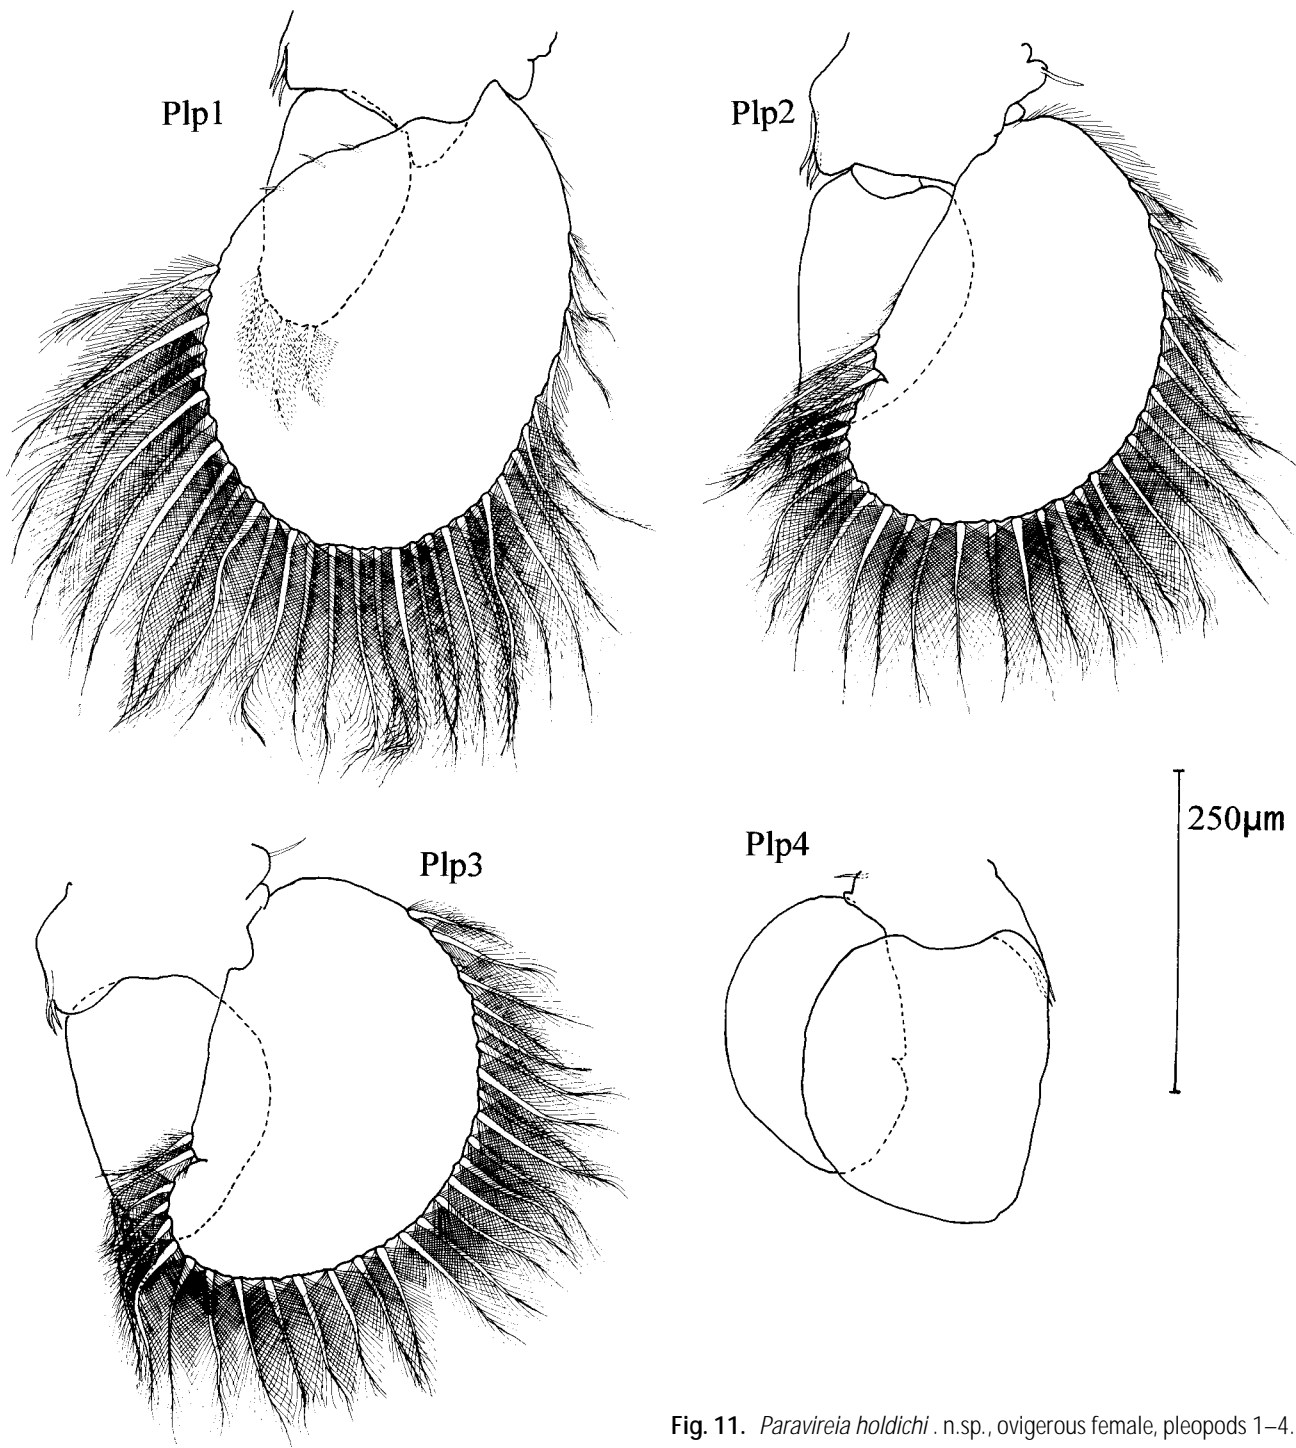 Plp1
Plp2
Plp3
Plp4
250µm
Fig. 11. Paravireia holdichi . n.sp., ovigerous female, pleopods 1–4.